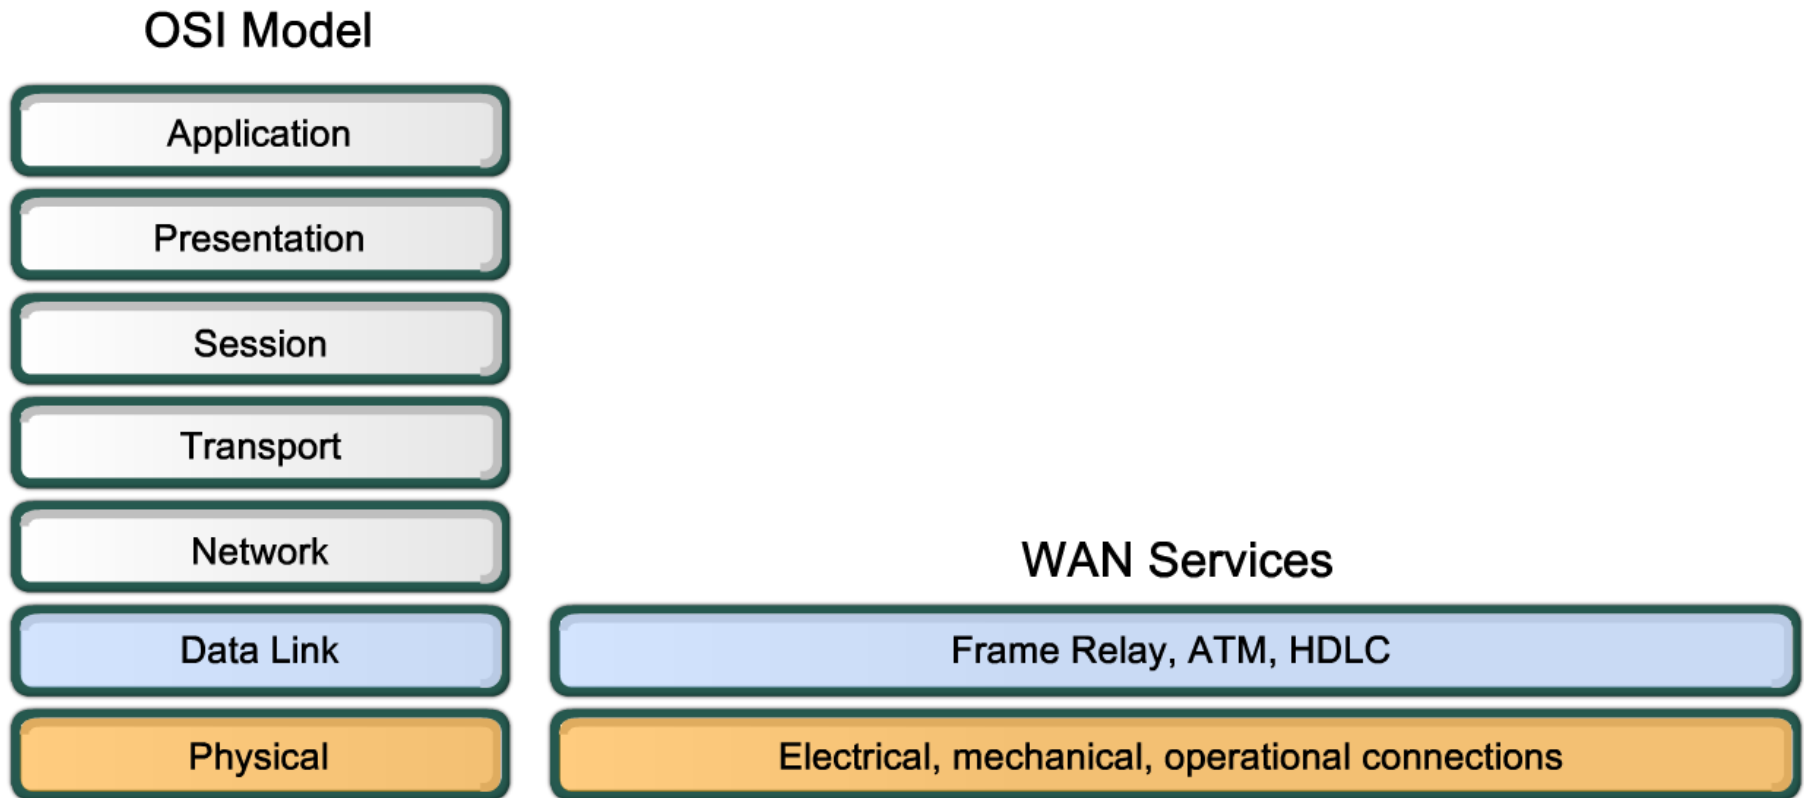 OSI Model
Application
Presentation
Session
Transport
Network
WAN Services
Data Link
Frame Relay, ATM, HDLC
Physical
Electrical, mechanical, operational connections